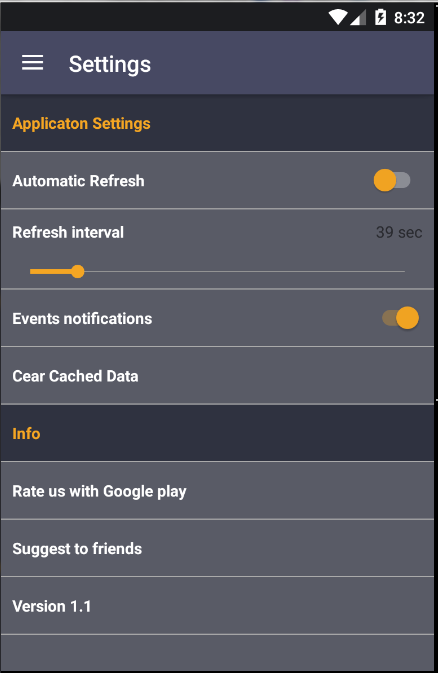 8:32
Settings
Applicaton Settings
Automatic Refresh
Refresh interval 39 sec
Events notifications
Cear Cached Data
Info
Rate us with Google play
Suggest to friends
Version 1.1